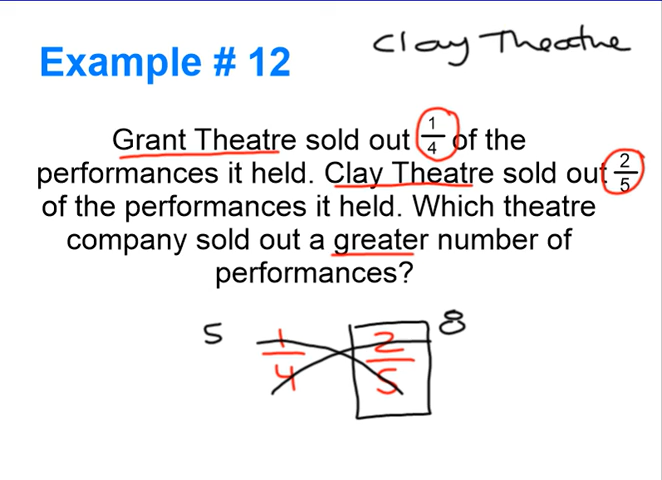 Clay Theatre
Example # 12
Grant Theatre sold out 1/4 of the
performances it held. Clay Theatre sold out 2/5
of the performances it held. Which theatre
company sold out a greater number of
performances?
5 1/4 2/5 8